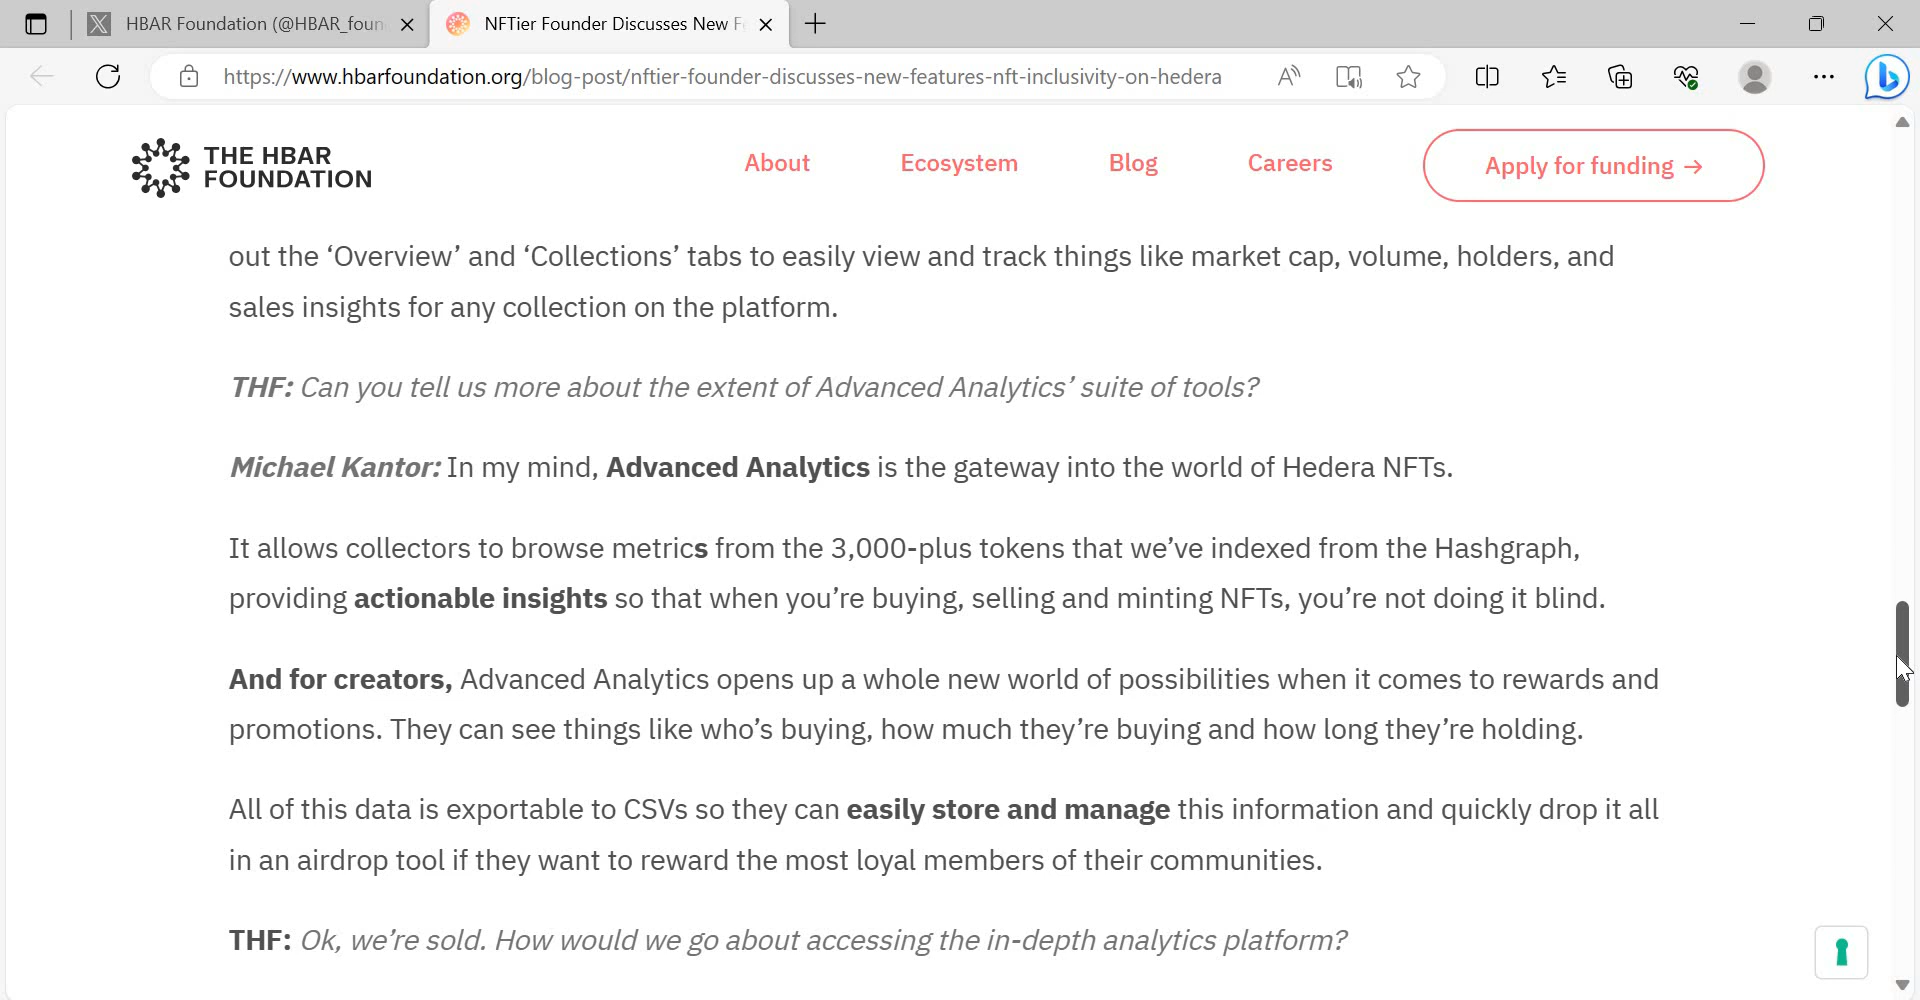 HBAR Foundation (@HBAR_foun
NFTier Founder Discusses New Fe
https://www.hbarfoundation.org/blog-post/nftier-founder-discusses-new-features-nft-inclusivity-on-hedera
THE HBAR
FOUNDATION
About
Ecosystem
Blog
Careers
Apply for funding →
out the ‘Overview’ and ‘Collections’ tabs to easily view and track things like market cap, volume, holders, and
sales insights for any collection on the platform.
THF: Can you tell us more about the extent of Advanced Analytics’ suite of tools?
Michael Kantor: In my mind, Advanced Analytics is the gateway into the world of Hedera NFTs.
It allows collectors to browse metrics from the 3,000-plus tokens that we’ve indexed from the Hashgraph,
providing actionable insights so that when you’re buying, selling and minting NFTs, you’re not doing it blind.
And for creators, Advanced Analytics opens up a whole new world of possibilities when it comes to rewards and
promotions. They can see things like who’s buying, how much they’re buying and how long they’re holding.
All of this data is exportable to CSVs so they can easily store and manage this information and quickly drop it all
in an airdrop tool if they want to reward the most loyal members of their communities.
THF: Ok, we’re sold. How would we go about accessing the in-depth analytics platform?